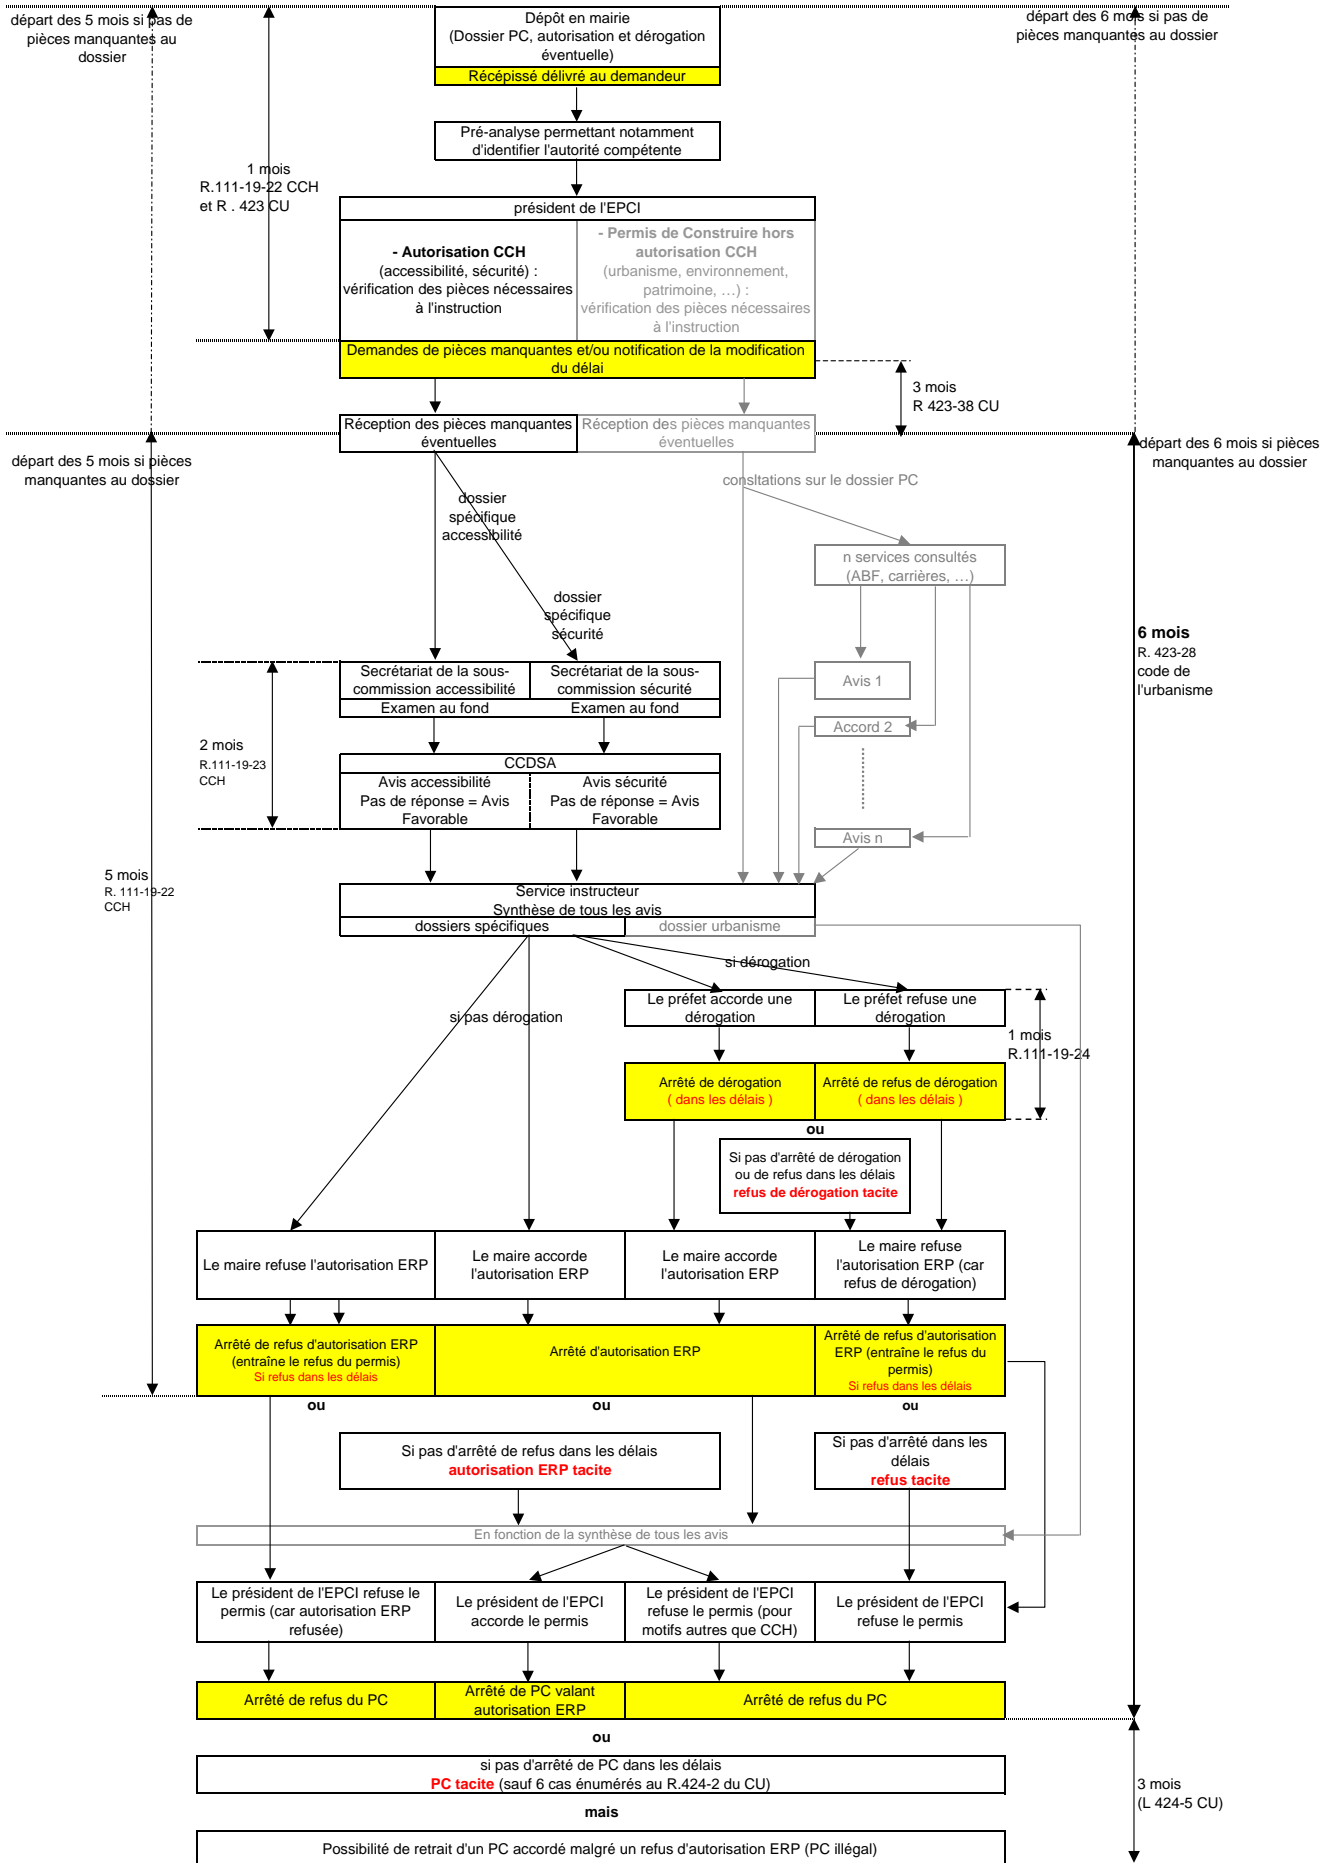 départ des 5 mois si pas de
pièces manquantes au
dossier
Dépôt en mairie
(Dossier PC, autorisation et dérogation
éventuelle)
Récépissé délivré au demandeur
départ des 6 mois si pas de
pièces manquantes au dossier
Pré-analyse permettant notamment
d'identifier l'autorité compétente
1 mois
R.111-19-22 CCH
et R . 423 CU
président de l'EPCI
- Autorisation CCH
(accessibilité, sécurité) :
vérification des pièces nécessaires
à l'instruction
- Permis de Construire hors
autorisation CCH
(urbanisme, environnement,
patrimoine, …) :
vérification des pièces nécessaires
à l'instruction
Demandes de pièces manquantes et/ou notification de la modification
du délai
3 mois
R 423-38 CU
Réception des pièces manquantes
éventuelles
Réception des pièces manquantes
éventuelles
départ des 5 mois si pièces
manquantes au dossier
départ des 6 mois si pièces
manquantes au dossier
dossier
spécifique
accessibilité
consltations sur le dossier PC
n services consultés
(ABF, carrières, …)
dossier
spécifique
sécurité
6 mois
R. 423-28
code de
l'urbanisme
Secrétariat de la sous-
commission accessibilité
Secrétariat de la sous-
commission sécurité
Examen au fond
Examen au fond
Avis 1
Accord 2
2 mois
R.111-19-23
CCH
CCDSA
Avis accessibilité
Pas de réponse = Avis
Favorable
Avis sécurité
Pas de réponse = Avis
Favorable
Avis n
5 mois
R. 111-19-22
CCH
Service instructeur
Synthèse de tous les avis
dossiers spécifiques
dossier urbanisme
si dérogation
si pas dérogation
Le préfet accorde une
dérogation
Le préfet refuse une
dérogation
1 mois
R.111-19-24
Arrêté de dérogation
( dans les délais )
Arrêté de refus de dérogation
( dans les délais )
ou
Si pas d'arrêté de dérogation
ou de refus dans les délais
refus de dérogation tacite
Le maire refuse l'autorisation ERP
Le maire accorde
l'autorisation ERP
Le maire accorde
l'autorisation ERP
Le maire refuse
l'autorisation ERP (car
refus de dérogation)
Arrêté de refus d'autorisation ERP
(entraîne le refus du permis)
Si refus dans les délais
Arrêté d'autorisation ERP
Arrêté de refus d'autorisation
ERP (entraîne le refus du
permis)
Si refus dans les délais
ou
ou
ou
Si pas d'arrêté de refus dans les délais
autorisation ERP tacite
Si pas d'arrêté dans les
délais
refus tacite
En fonction de la synthèse de tous les avis
Le président de l'EPCI refuse le
permis (car autorisation ERP
refusée)
Le président de l'EPCI
accorde le permis
Le président de l'EPCI
refuse le permis (pour
motifs autres que CCH)
Le président de l'EPCI
refuse le permis
Arrêté de refus du PC
Arrêté de PC valant
autorisation ERP
Arrêté de refus du PC
ou
si pas d'arrêté de PC dans les délais
PC tacite (sauf 6 cas énumérés au R.424-2 du CU)
3 mois
(L 424-5 CU)
mais
Possibilité de retrait d'un PC accordé malgré un refus d'autorisation ERP (PC illégal)